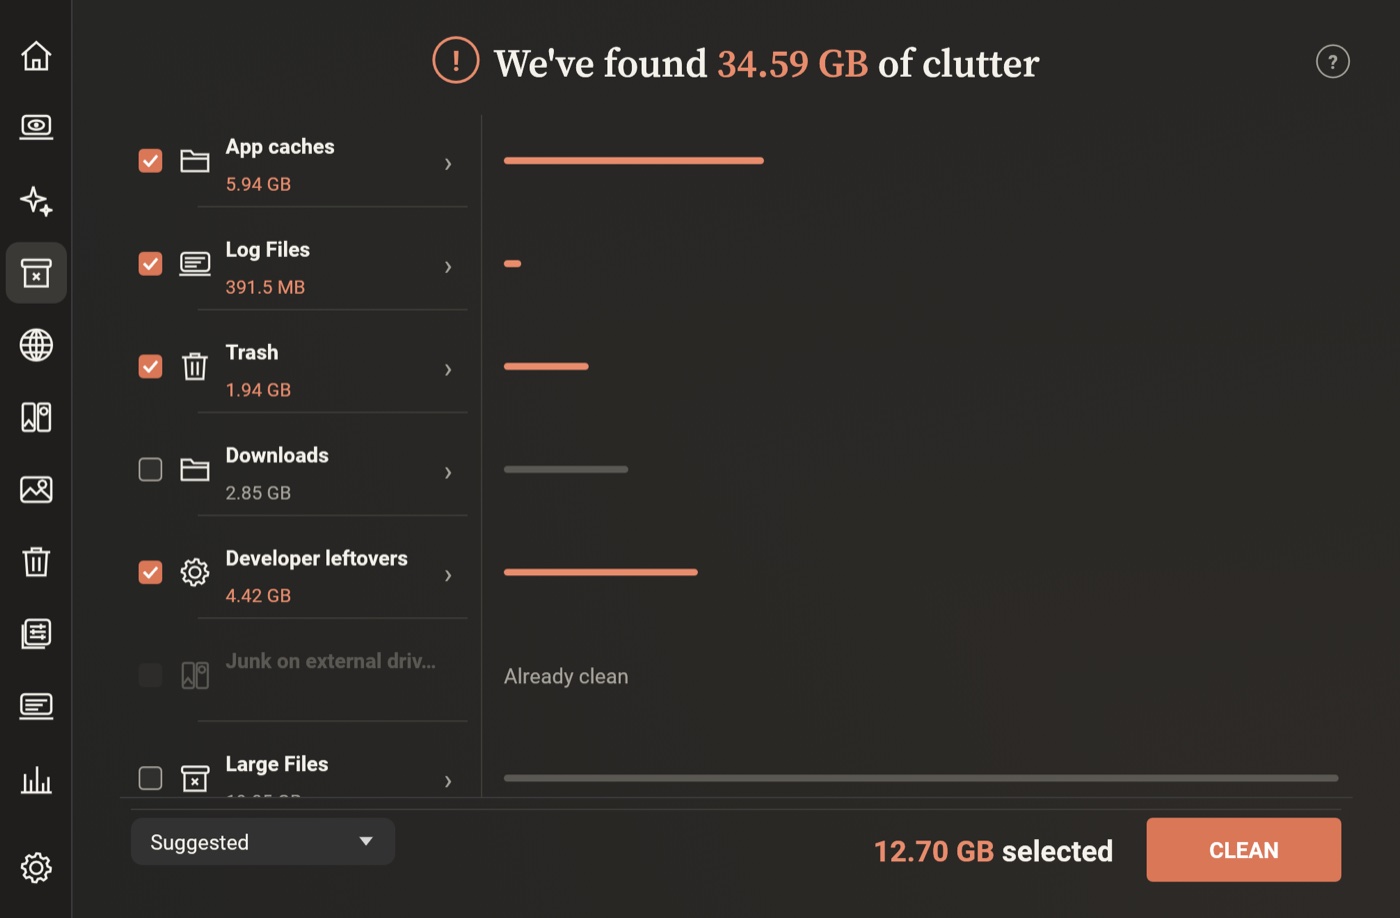 We've found 34.59 GB of clutter
?
App caches
5.94 GB
Log Files
391.5 MB
Trash
1.94 GB
Downloads
2.85 GB
Developer leftovers
4.42 GB
Junk on external driv...
Already clean
Large Files
Suggested
12.70 GB selected
CLEAN